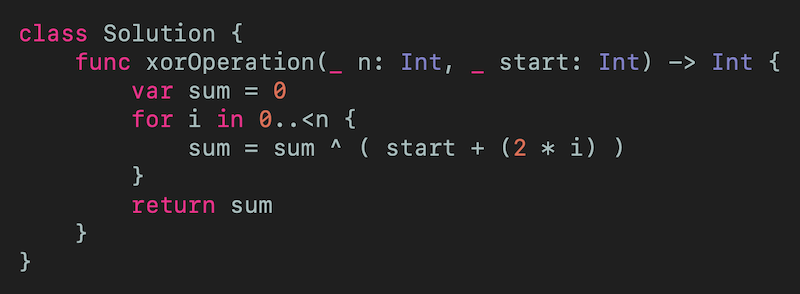 class Solution {
    func xorOperation(_ n: Int, _ start: Int) -> Int {
        var sum = 0
        for i in 0..<n {
            sum = sum ^ ( start + (2 * i) )
        }
        return sum
    }
}